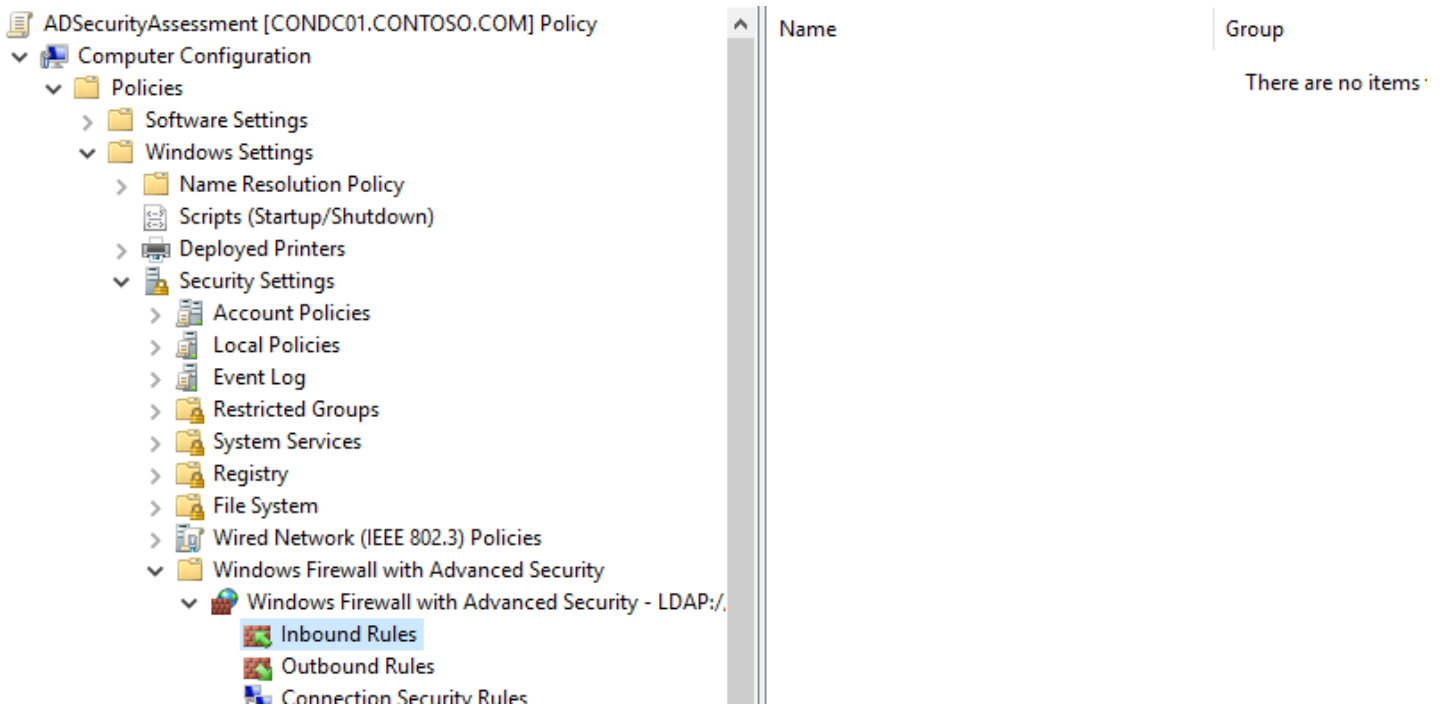 ADSecurityAssessment [CONDC01.CONTOSO.COM] Policy
Computer Configuration
Policies
Software Settings
Windows Settings
Name Resolution Policy
Scripts (Startup/Shutdown)
Deployed Printers
Security Settings
Account Policies
Local Policies
Event Log
Restricted Groups
System Services
Registry
File System
Wired Network (IEEE 802.3) Policies
Windows Firewall with Advanced Security
Windows Firewall with Advanced Security - LDAP:/
Inbound Rules
Outbound Rules
Connection Security Rules
Name Group
There are no items